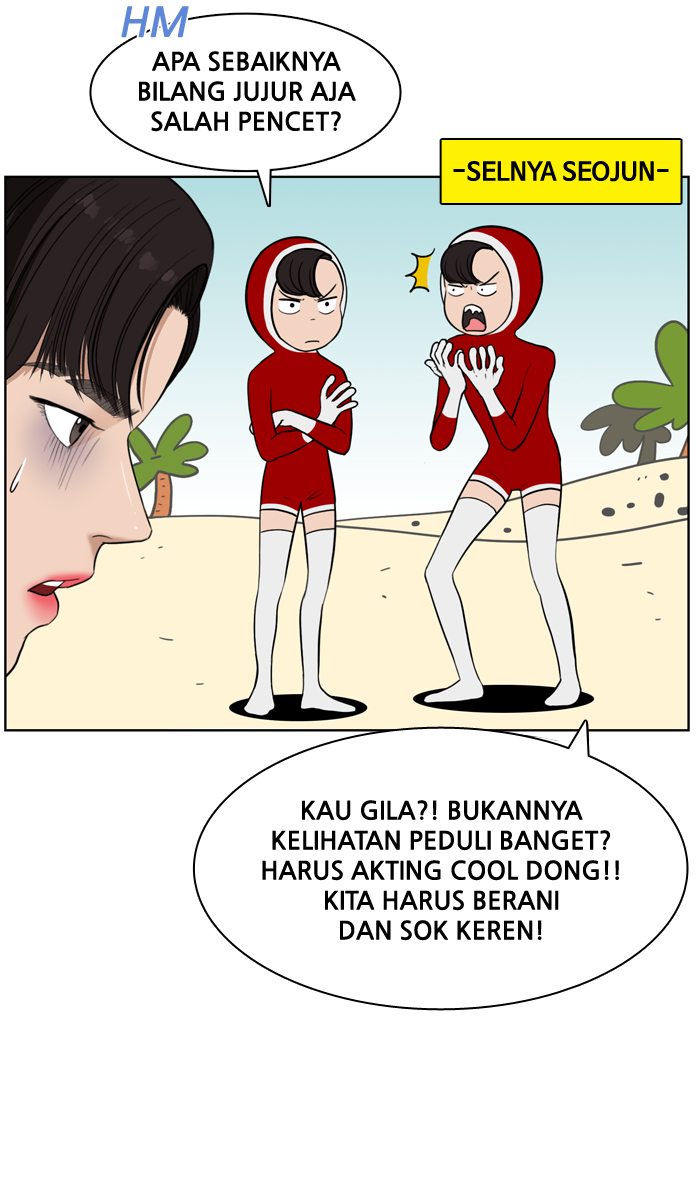 HM
APA SEBAIKNYA
BILANG JUJUR AJA
SALAH PENCET?
-SELNYA SEOJUN-
KAU GILA?! BUKANNYA
KELIHATAN PEDULI BANGET?
HARUS AKTING COOL DONG!!
KITA HARUS BERANI
DAN SOK KEREN!